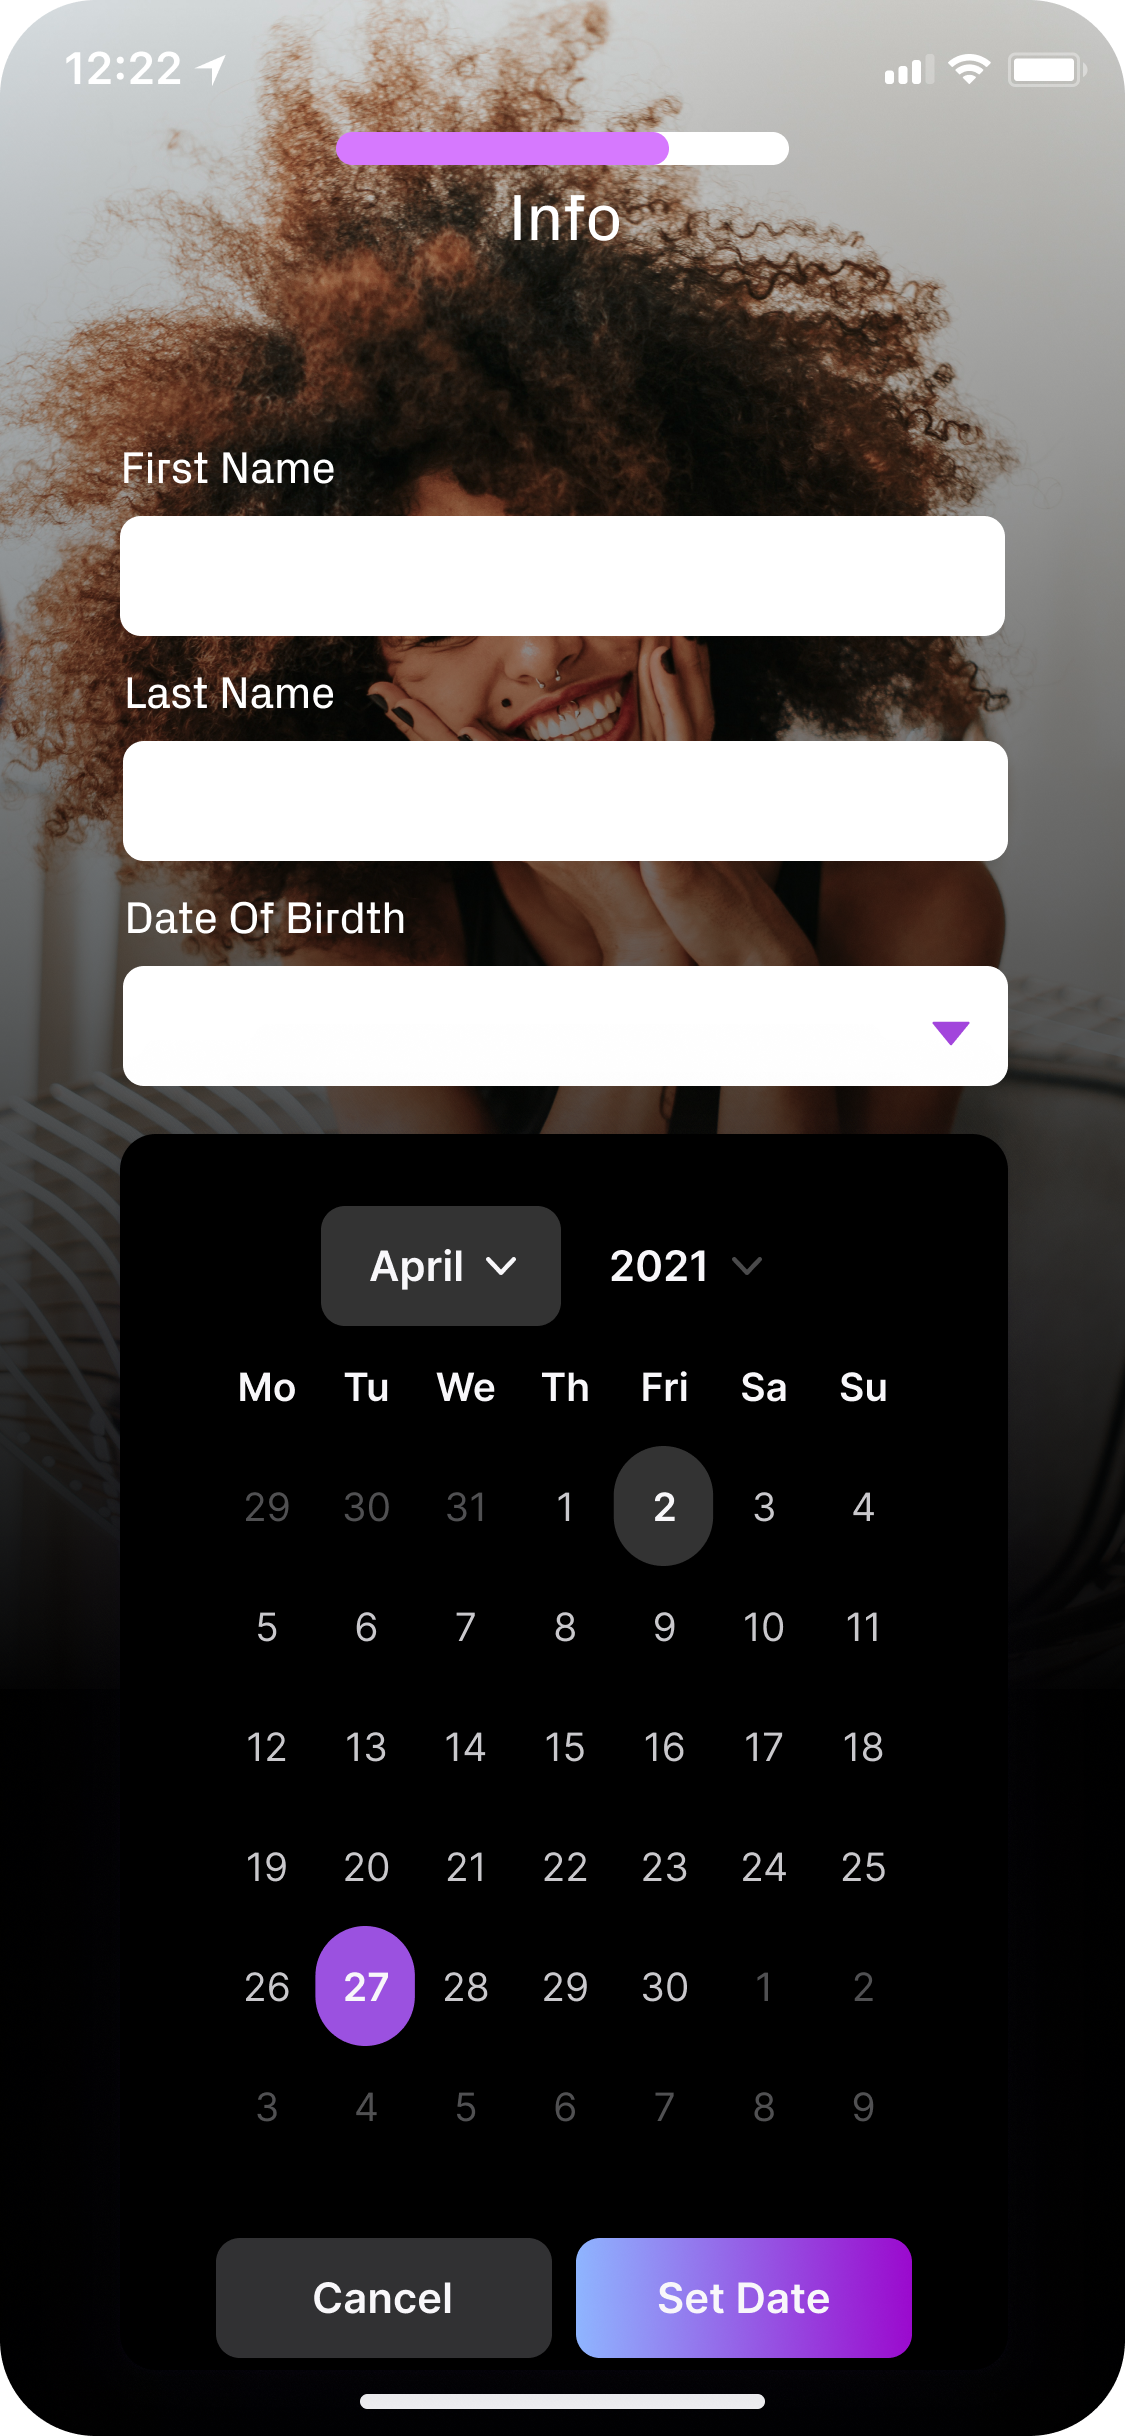 12:22
Info
First Name
Last Name
Date Of Birdth
April 2021
Mo Tu We Th Fri Sa Su
29 30 31 1 2 3 4
5 6 7 8 9 10 11
12 13 14 15 16 17 18
19 20 21 22 23 24 25
26 27 28 29 30 1 2
3 4 5 6 7 8 9
Cancel Set Date